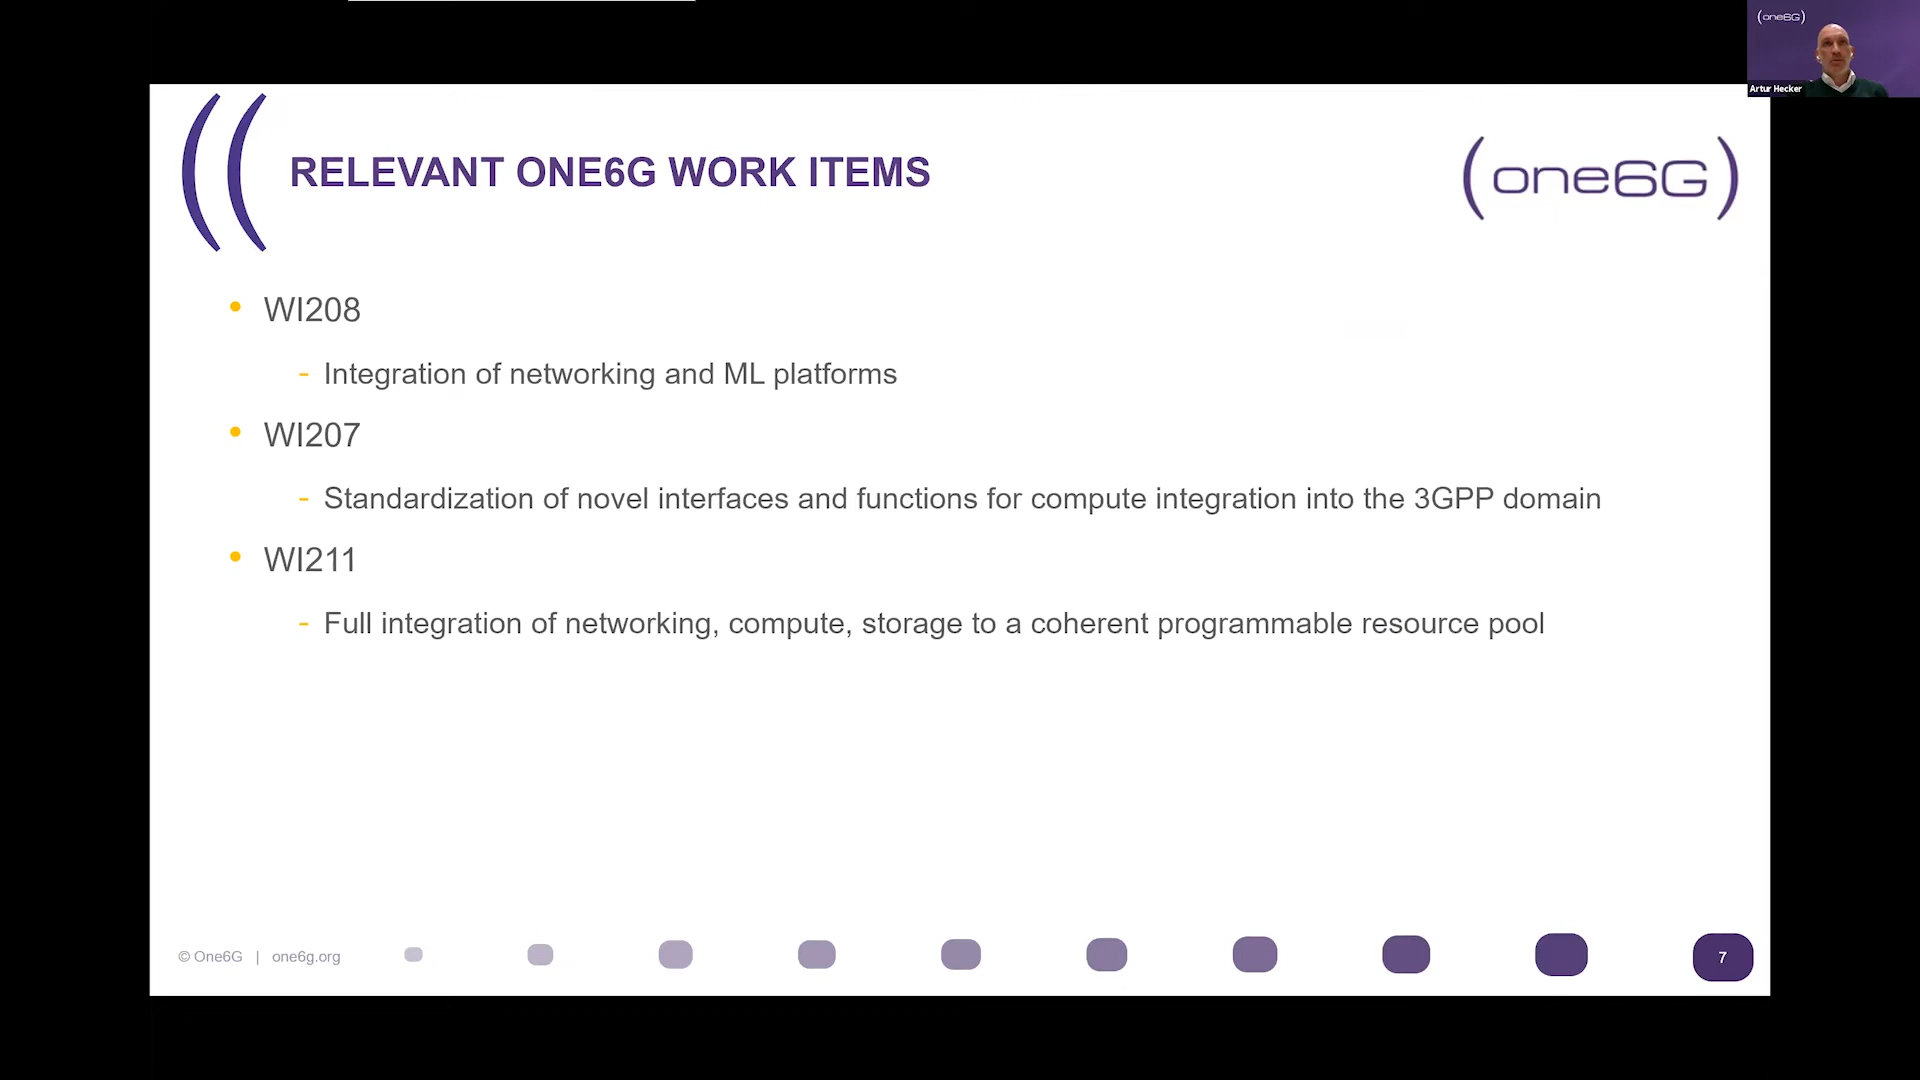 (one6G)
Artur Hecker
RELEVANT ONE6G WORK ITEMS
(one6G)
• WI208
- Integration of networking and ML platforms
• WI207
- Standardization of novel interfaces and functions for compute integration into the 3GPP domain
• WI211
- Full integration of networking, compute, storage to a coherent programmable resource pool
© One6G | one6g.org
7